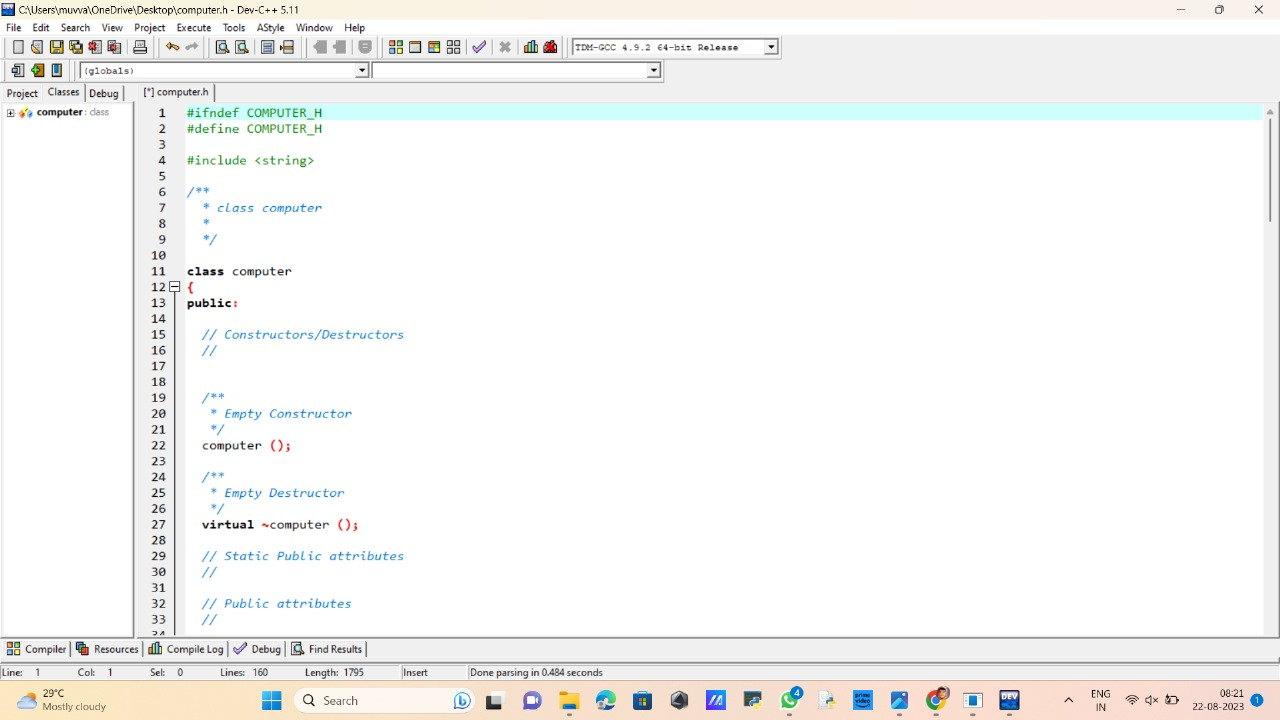 C:\Users\muvva\OneDrive\Desktop\computer.h - Dev-C++ 5.11
File Edit Search View Project Execute Tools AStyle Window Help
TDM-GCC 4.9.2 64-bit Release
(globals)
Project Classes Debug [*] computer.h
computer : class
1 #ifndef COMPUTER_H
2 #define COMPUTER_H
3
4 #include <string>
5
6 /**
7 * class computer
8 *
9 */
10
11 class computer
12 {
13 public:
14
15 // Constructors/Destructors
16 //
17
18
19 /**
20 * Empty Constructor
21 */
22 computer ();
23
24 /**
25 * Empty Destructor
26 */
27 virtual ~computer ();
28
29 // Static Public attributes
30 //
31
32 // Public attributes
33 //
34
Compiler Resources Compile Log Debug Find Results
Line: 1 Col: 1 Sel: 0 Lines: 160 Length: 1795 Insert Done parsing in 0.484 seconds
29°C
Mostly cloudy
Search
4
prime video
DEV
ENG
IN
08:21
22-08-2023
1